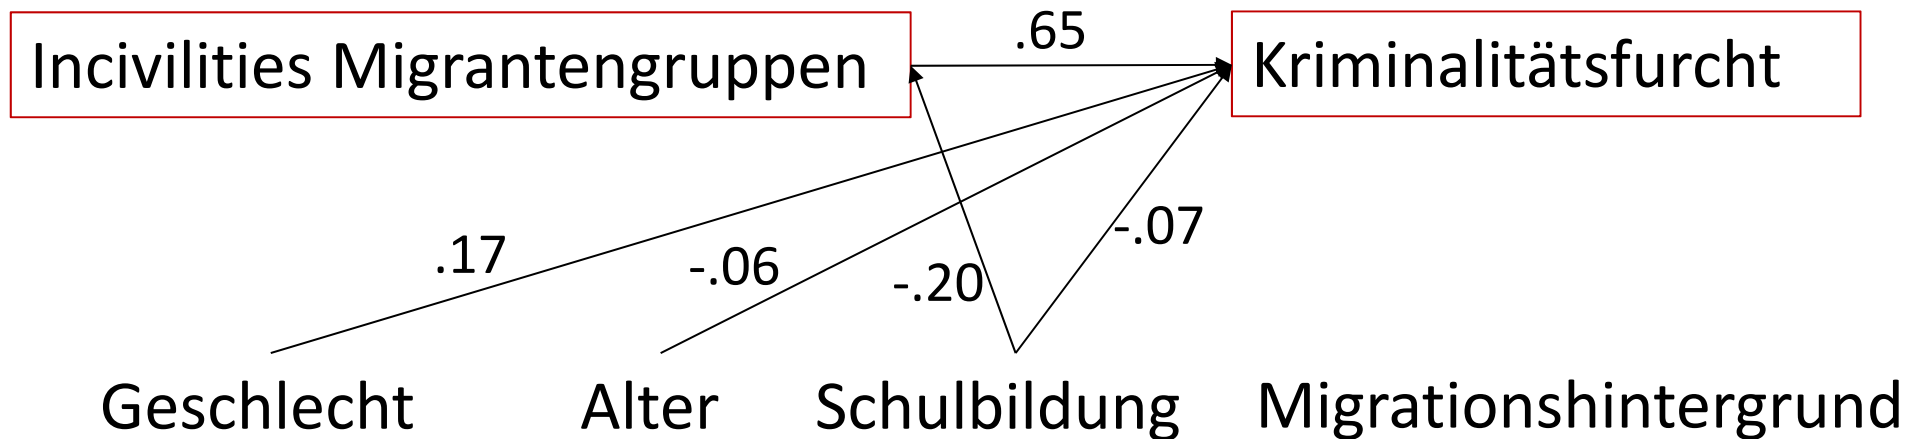 Incivilities Migrantengruppen
.65
Kriminalitätsfurcht
.17
-.06
-.20
-.07
Geschlecht
Alter
Schulbildung
Migrationshintergrund